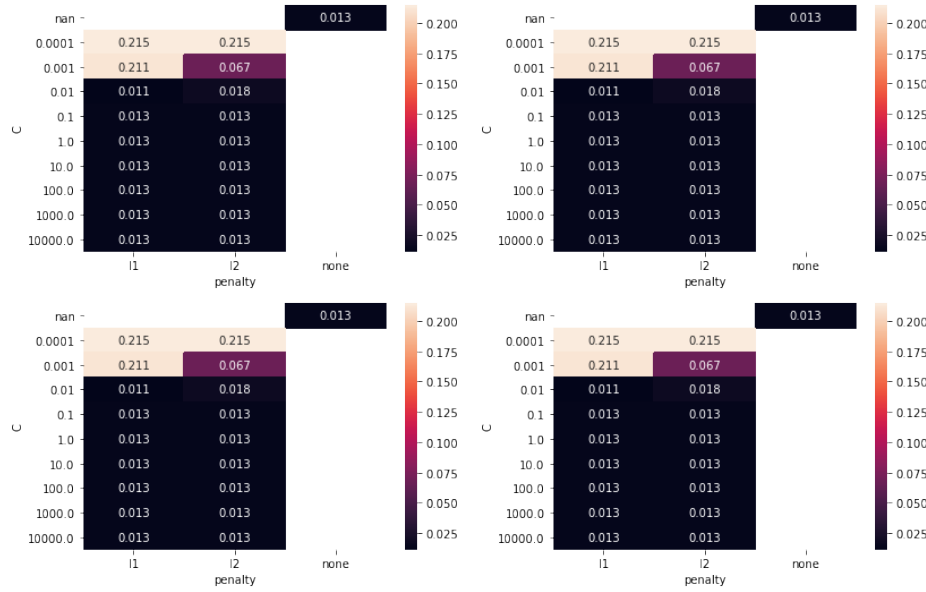 nan 0.013 0.200
0.0001 0.215 0.215 0.175
0.001 0.211 0.067 0.150
0.01 0.011 0.018 0.125
0.1 0.013 0.013 0.100
C
1.0 0.013 0.013
10.0 0.013 0.013 0.075
100.0 0.013 0.013
1000.0 0.013 0.013 0.050
10000.0 0.013 0.013 0.025
l1 l2 none
penalty
nan 0.013 0.200
0.0001 0.215 0.215 0.175
0.001 0.211 0.067 0.150
0.01 0.011 0.018 0.125
0.1 0.013 0.013 0.100
C
1.0 0.013 0.013
10.0 0.013 0.013 0.075
100.0 0.013 0.013
1000.0 0.013 0.013 0.050
10000.0 0.013 0.013 0.025
l1 l2 none
penalty
nan 0.013 0.200
0.0001 0.215 0.215 0.175
0.001 0.211 0.067 0.150
0.01 0.011 0.018 0.125
0.1 0.013 0.013 0.100
C
1.0 0.013 0.013
10.0 0.013 0.013 0.075
100.0 0.013 0.013
1000.0 0.013 0.013 0.050
10000.0 0.013 0.013 0.025
l1 l2 none
penalty
nan 0.013 0.200
0.0001 0.215 0.215 0.175
0.001 0.211 0.067 0.150
0.01 0.011 0.018 0.125
0.1 0.013 0.013 0.100
C
1.0 0.013 0.013
10.0 0.013 0.013 0.075
100.0 0.013 0.013
1000.0 0.013 0.013 0.050
10000.0 0.013 0.013 0.025
l1 l2 none
penalty